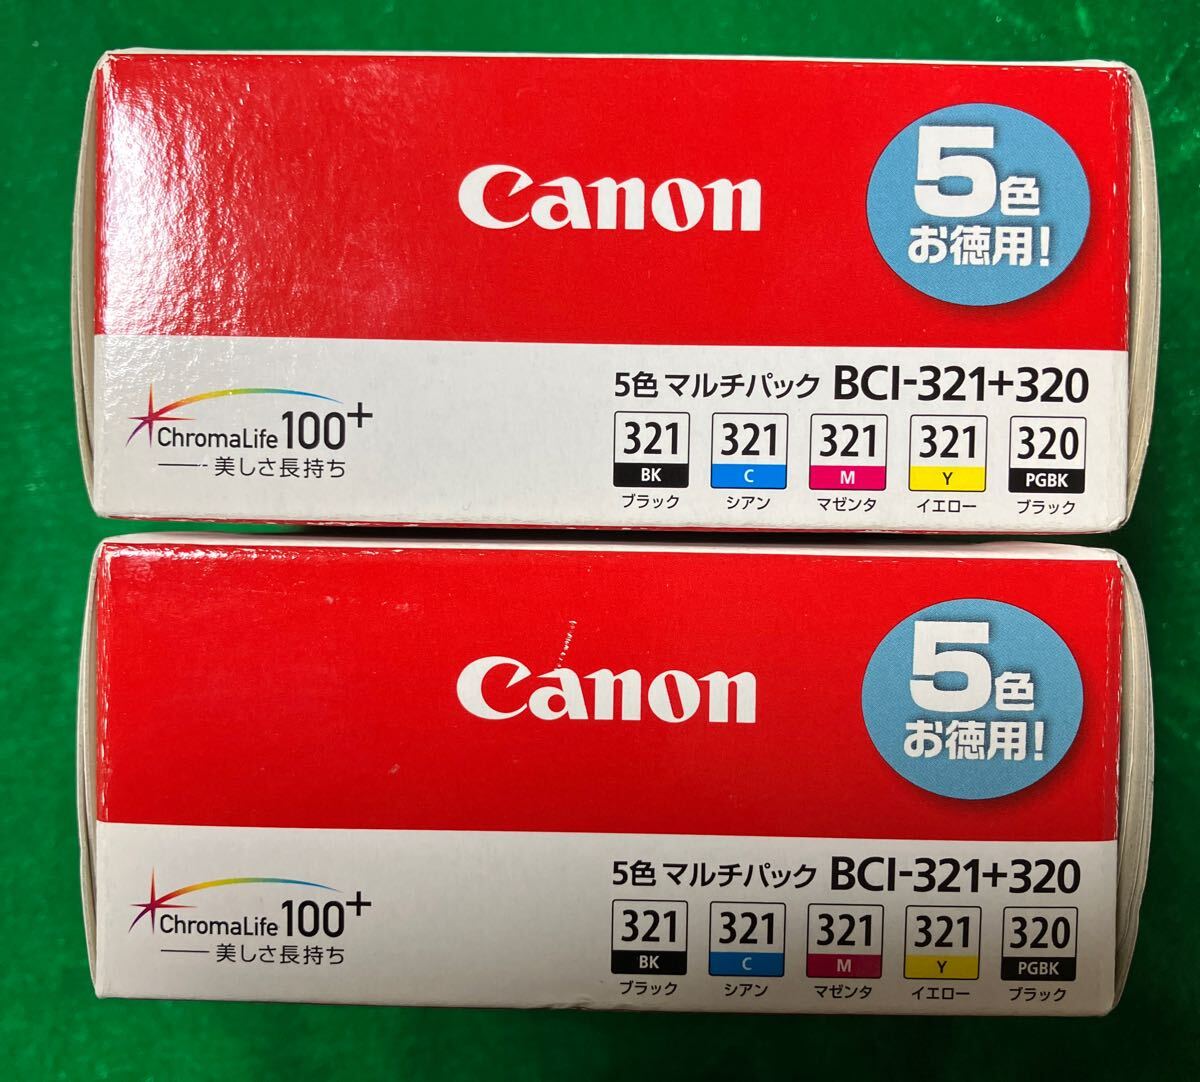 Canon
5色
お徳用!
5色 マルチパック BCI-321+320
ChromaLife100+
美しさ長持ち
321 321 321 321 320
BK C M Y PGBK
ブラック シアン マゼンタ イエロー ブラック
Canon
5色
お徳用!
5色 マルチパック BCI-321+320
ChromaLife100+
美しさ長持ち
321 321 321 321 320
BK C M Y PGBK
ブラック シアン マゼンタ イエロー ブラック